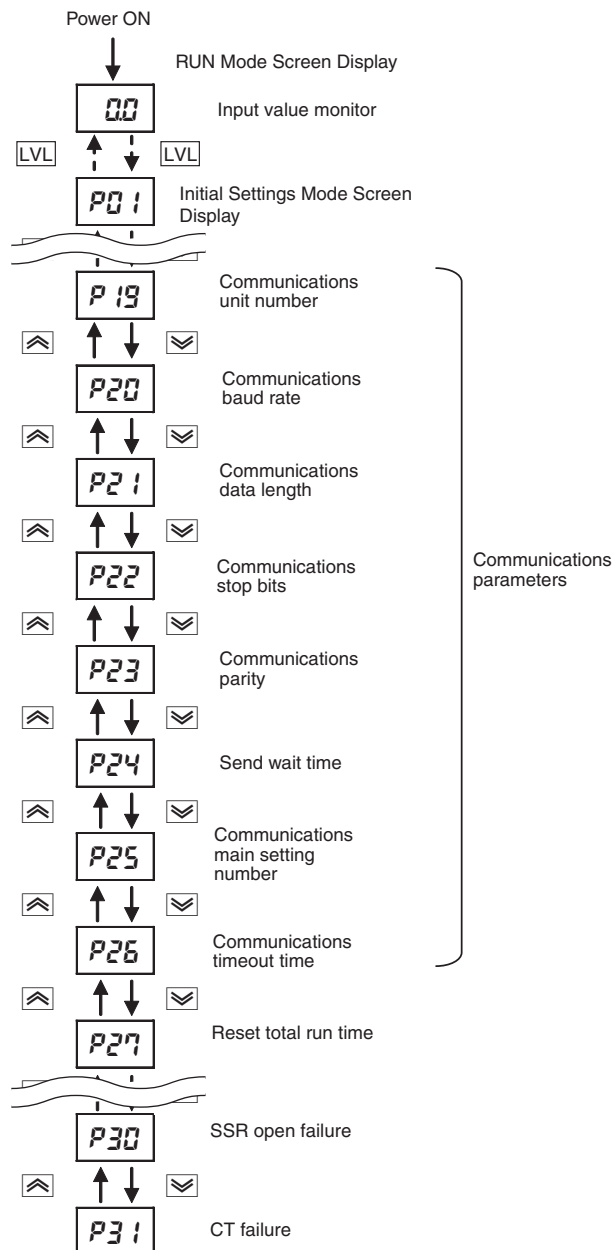 Power ON
RUN Mode Screen Display
0.0
Input value monitor
LVL
LVL
P01
Initial Settings Mode Screen
Display
P19
Communications
unit number
P20
Communications
baud rate
P21
Communications
data length
P22
Communications
stop bits
Communications
parameters
P23
Communications
parity
P24
Send wait time
P25
Communications
main setting
number
P26
Communications
timeout time
P27
Reset total run time
P30
SSR open failure
P31
CT failure